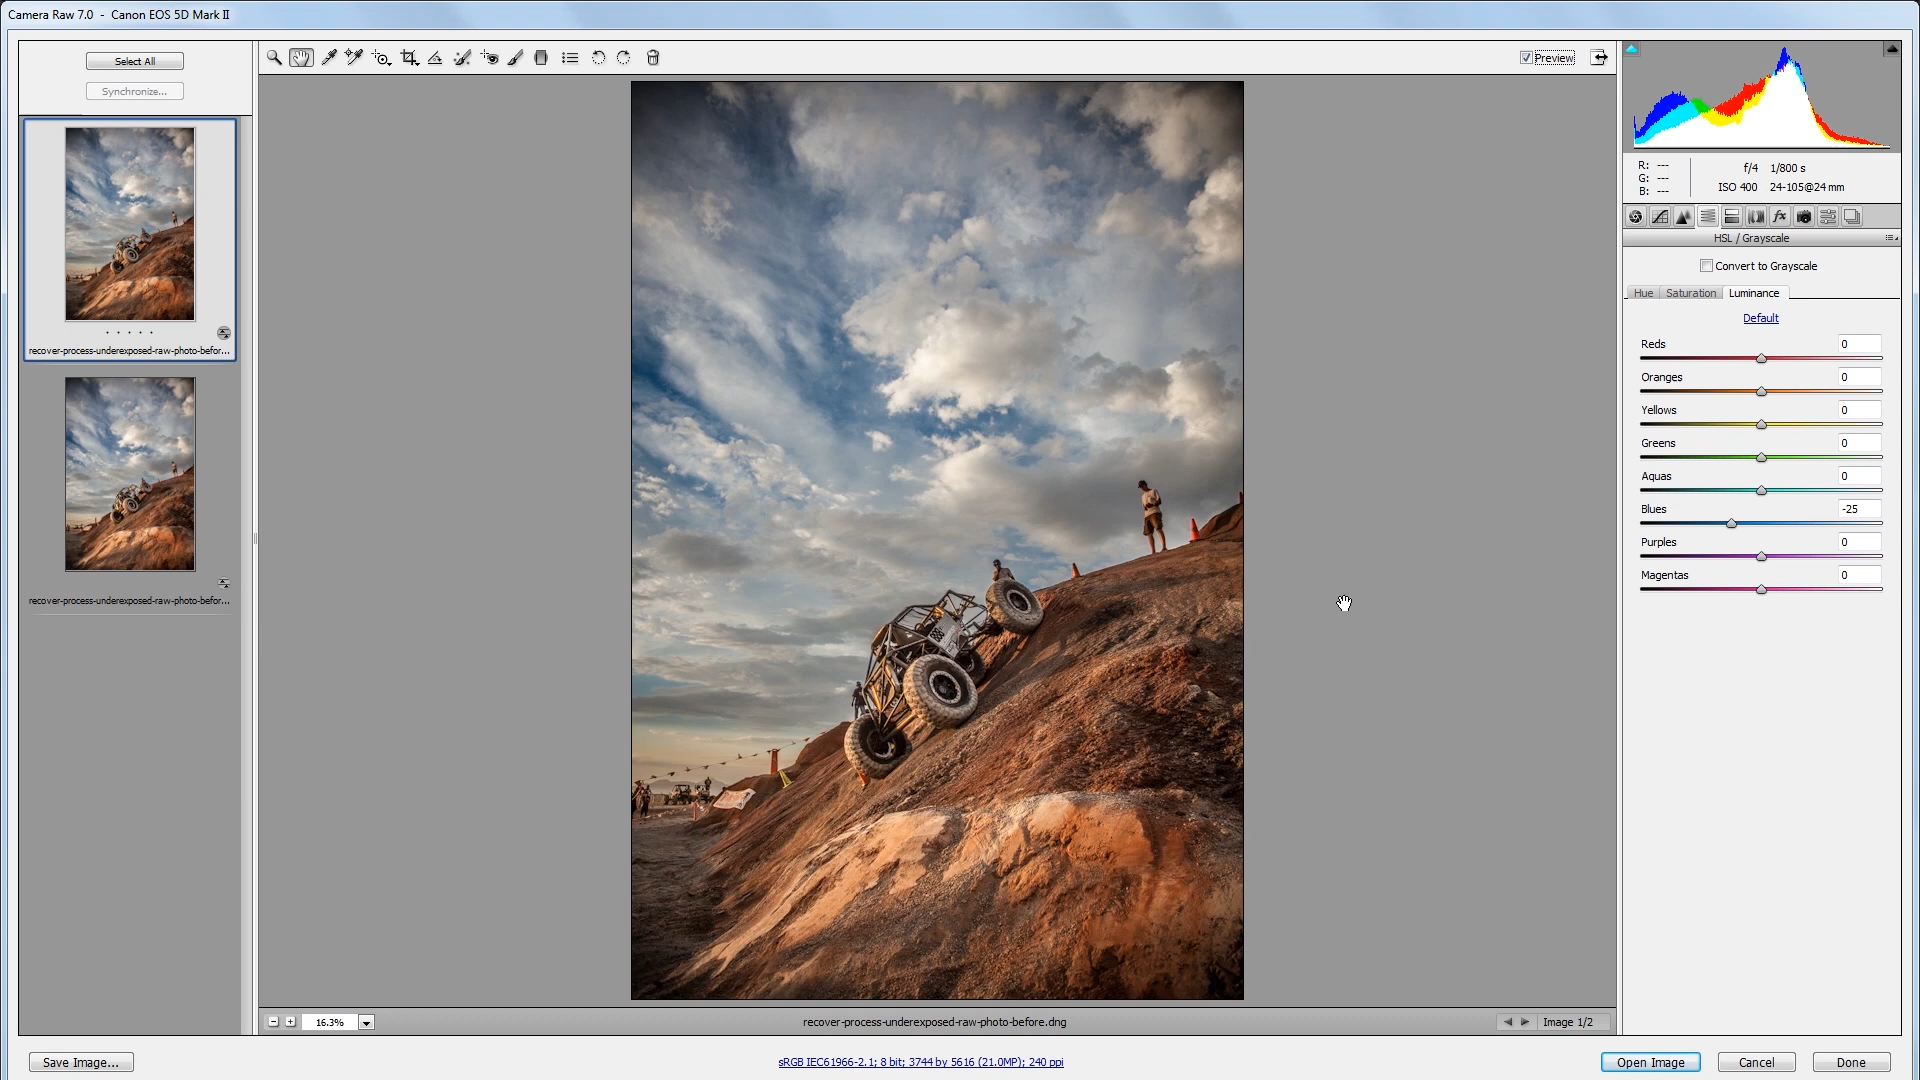 Camera Raw 7.0 - Canon EOS 5D Mark II
Select All
Synchronize...
recover-process-underexposed-raw-photo-befor...
recover-process-underexposed-raw-photo-befor...
Preview
R: ---
G: ---
B: ---
f/4 1/800 s
ISO 400 24-105@24 mm
HSL / Grayscale
Convert to Grayscale
Hue Saturation Luminance
Default
Reds 0
Oranges 0
Yellows 0
Greens 0
Aquas 0
Blues -25
Purples 0
Magentas 0
16.3%
recover-process-underexposed-raw-photo-before.dng
Image 1/2
Save Image...
sRGB IEC61966-2.1; 8 bit; 3744 by 5616 (21.0MP); 240 ppi
Open Image
Cancel
Done